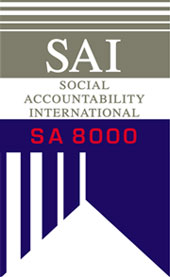 SAI
SOCIAL
ACCOUNTABILITY
INTERNATIONAL
SA 8000